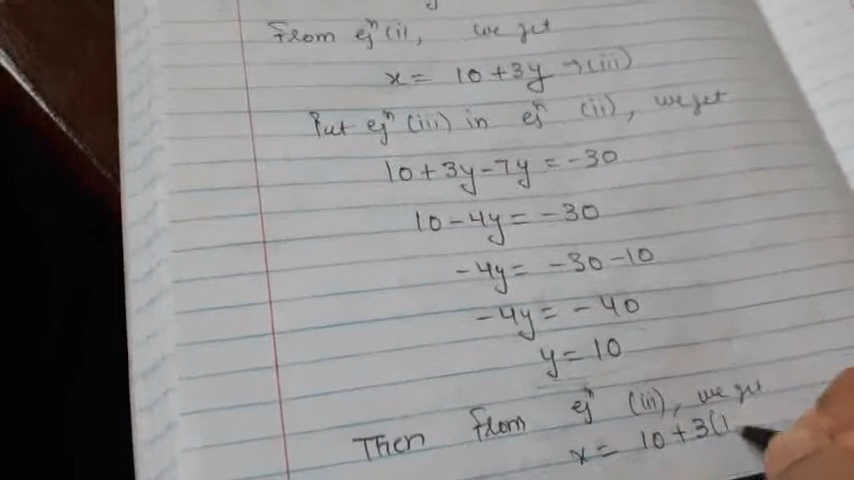 From eqⁿ (i), we get
x = 10+3y → (iii)
Put eqⁿ (iii) in eqⁿ (ii), we get
10+3y-7y = -30
10-4y = -30
-4y = -30-10
-4y = -40
y = 10
Then from eqⁿ (iii), we get
x = 10+3(1